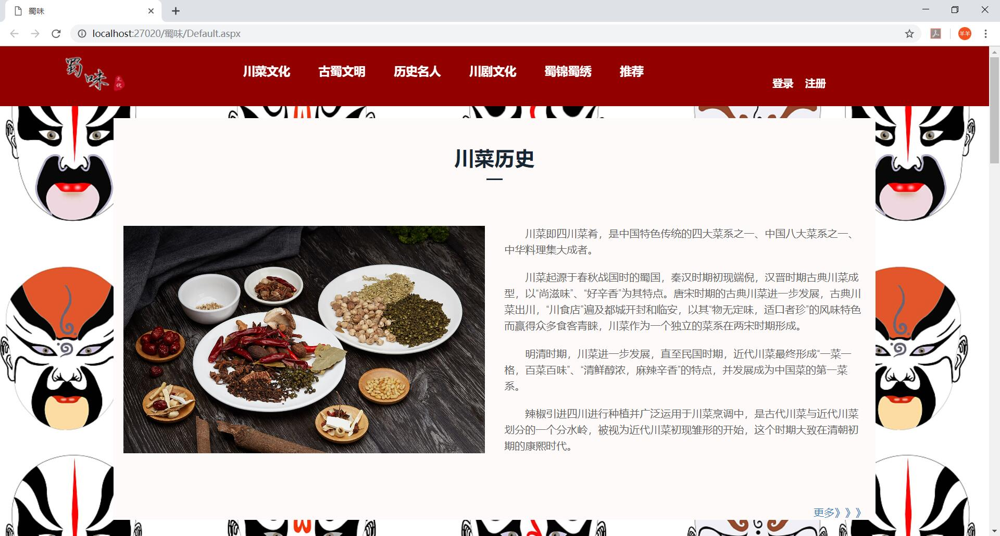 蜀味
localhost:27020/蜀味/Default.aspx
羊羊
蜀味
文化
川菜文化 古蜀文明 历史名人 川剧文化 蜀锦蜀绣 推荐
登录 注册
川菜历史
川菜即四川菜肴，是中国特色传统的四大菜系之一、中国八大菜系之一、
中华料理集大成者。
川菜起源于春秋战国时的蜀国，秦汉时期初现端倪，汉晋时期古典川菜成
型，以“尚滋味”、“好辛香”为其特点。唐宋时期的古典川菜进一步发展，古典川
菜出川，“川食店”遍及都城开封和临安，以其“物无定味，适口者珍”的风味特色
而赢得众多食客青睐，川菜作为一个独立的菜系在两宋时期形成。
明清时期，川菜进一步发展，直至民国时期，近代川菜最终形成“一菜一
格，百菜百味”、“清鲜醇浓，麻辣辛香”的特点，并发展成为中国菜的第一菜
系。
辣椒引进四川进行种植并广泛运用于川菜烹调中，是古代川菜与近代川菜
划分的一个分水岭，被视为近代川菜初现雏形的开始，这个时期大致在清朝初
期的康熙时代。
更多》》》